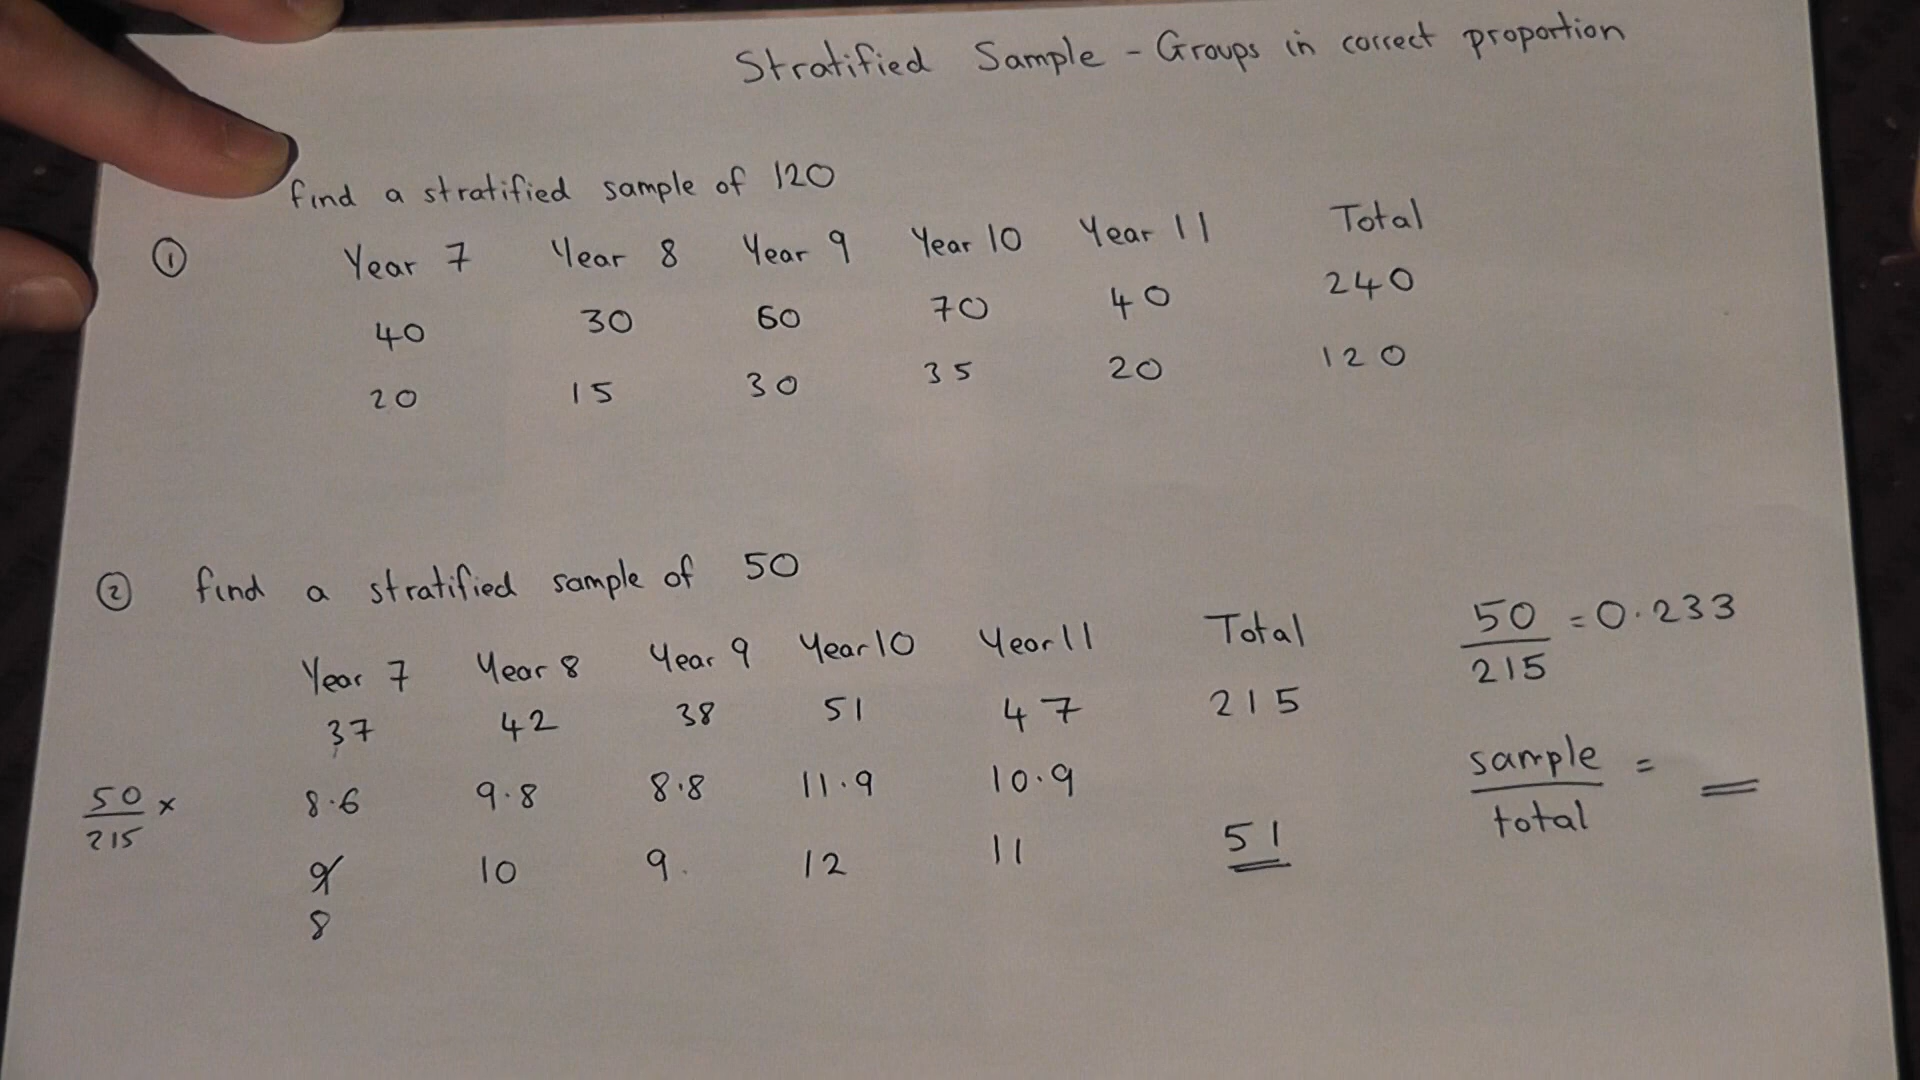 Stratified Sample - Groups in correct proportion
find a stratified sample of 120
① Year 7 Year 8 Year 9 Year 10 Year 11 Total
40 30 60 70 40 240
20 15 30 35 20 120
② find a stratified sample of 50
Year 7 Year 8 Year 9 Year 10 Year 11 Total
37 42 38 51 47 215
50/215 × 8.6 9.8 8.8 11.9 10.9
9 10 9. 12 11 51
8
50/215 = 0.233
sample/total =